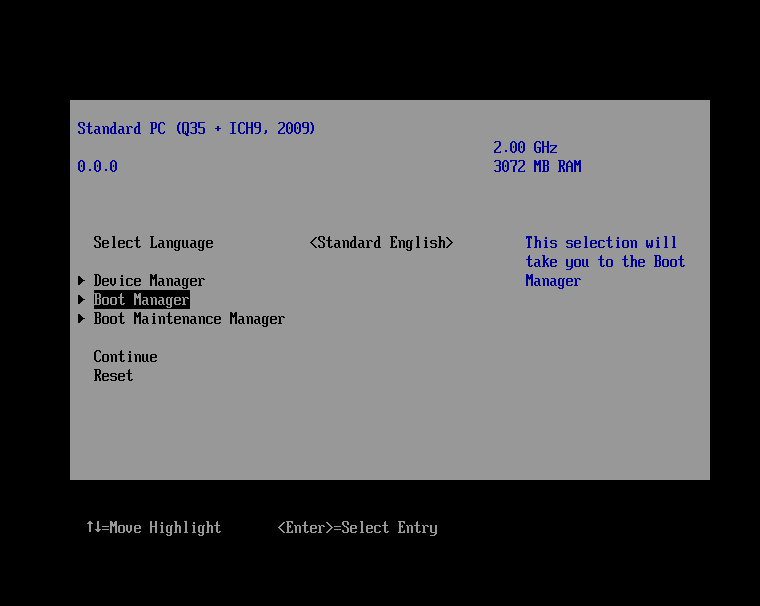 Standard PC (Q35 + ICH9, 2009)
2.00 GHz
0.0.0 3072 MB RAM
Select Language <Standard English> This selection will
take you to the Boot
Device Manager Manager
Boot Manager
Boot Maintenance Manager
Continue
Reset
↑↓=Move Highlight <Enter>=Select Entry